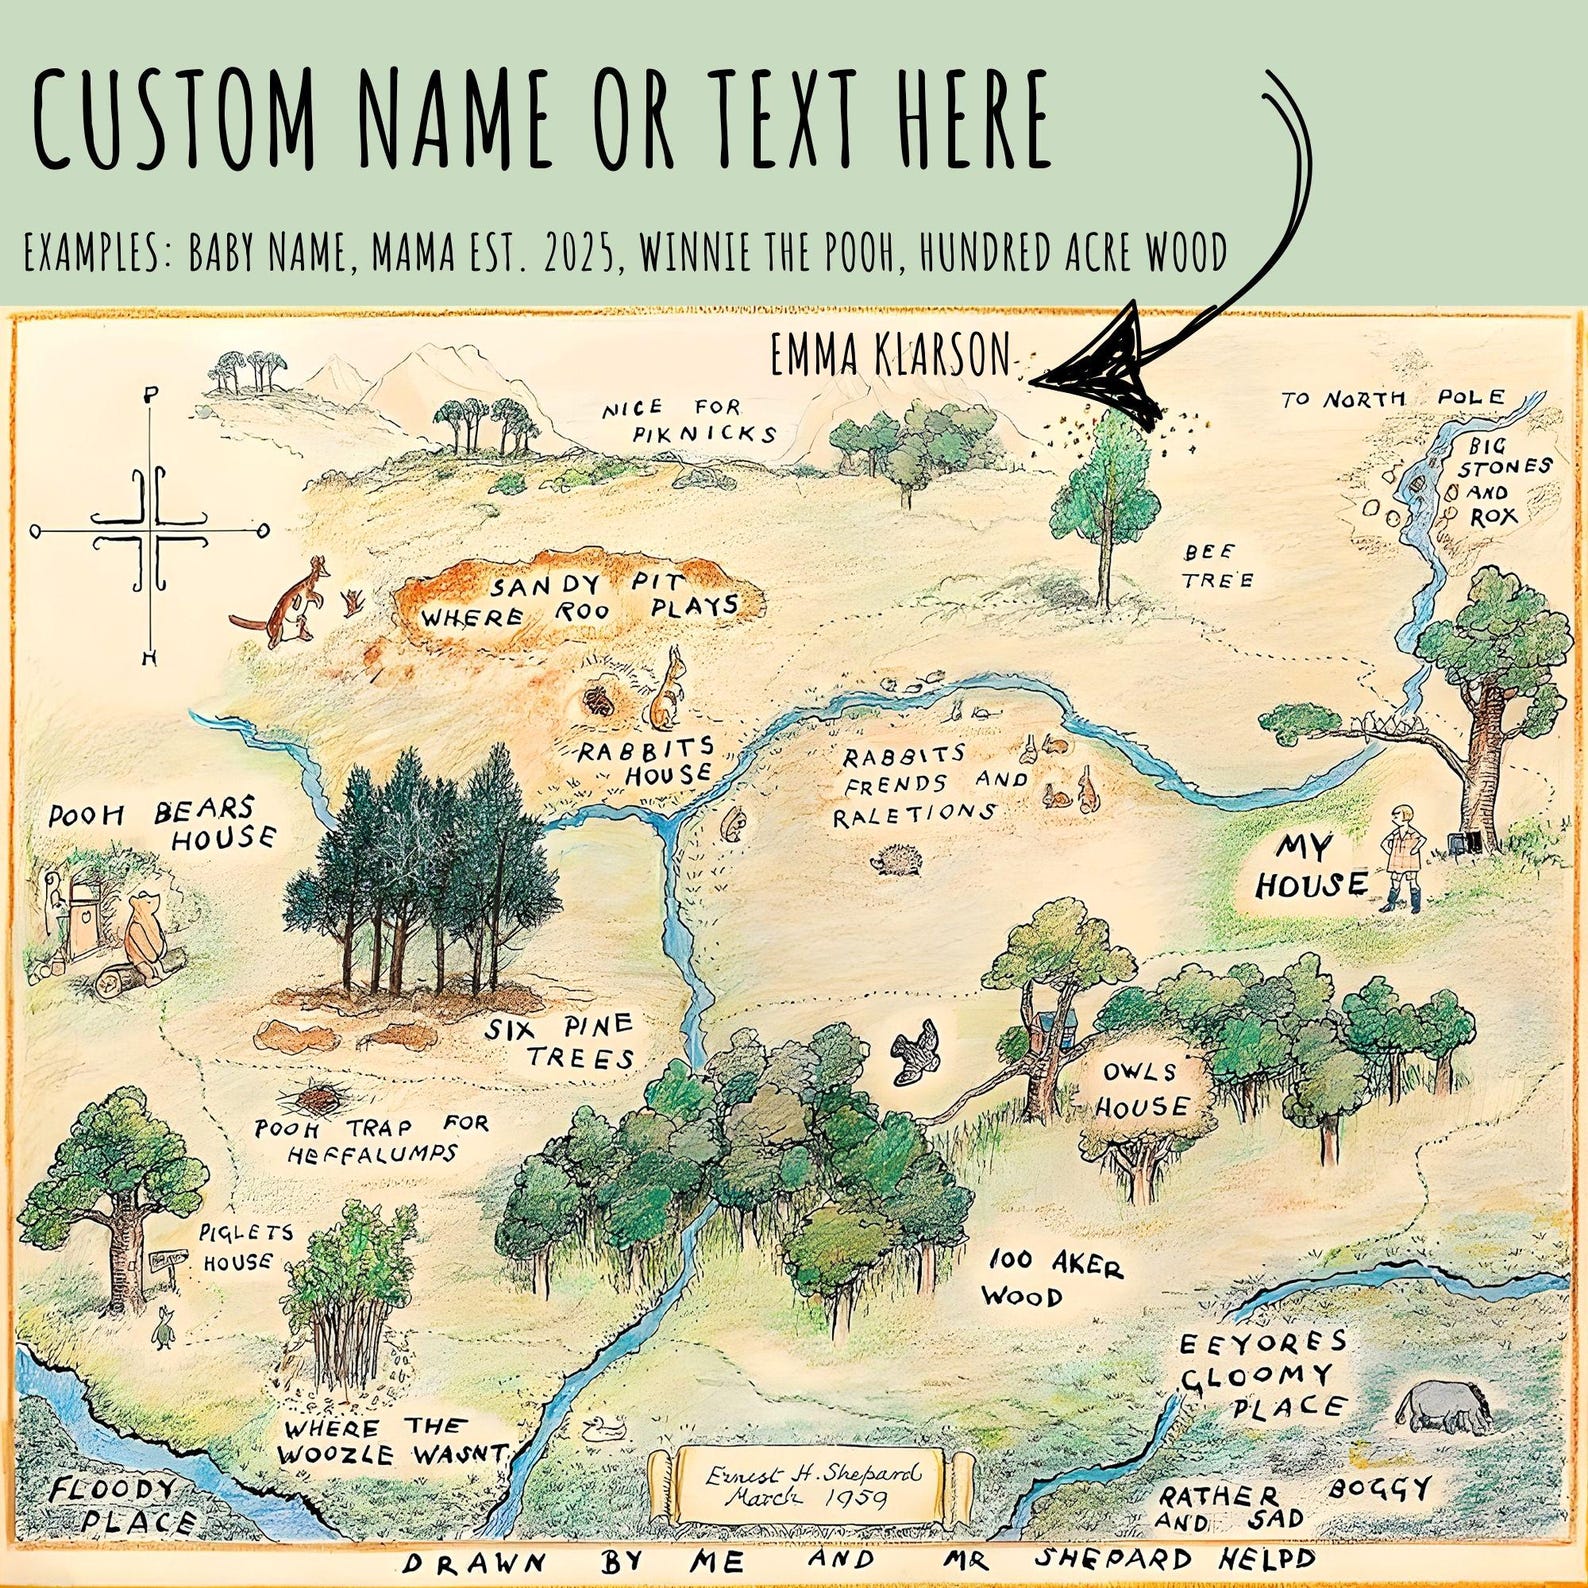 CUSTOM NAME OR TEXT HERE
EXAMPLES: BABY NAME, MAMA EST. 2025, WINNIE THE POOH, HUNDRED ACRE WOOD
EMMA KLARSON
P
O
O
H
NICE FOR
PIKNICKS
TO NORTH POLE
BIG
STONES
AND
ROX
BEE
TREE
SANDY PIT
WHERE ROO PLAYS
RABBITS
HOUSE
RABBITS
FRENDS AND
RALETIONS
POOH BEARS
HOUSE
MY
HOUSE
SIX PINE
TREES
OWLS
HOUSE
POOH TRAP FOR
HEFFALUMPS
PIGLETS
HOUSE
100 AKER
WOOD
EEYORES
GLOOMY
PLACE
WHERE THE
WOOZLE WASNT
FLOODY
PLACE
Ernest H. Shepard
March 1959
RATHER BOGGY
AND SAD
DRAWN BY ME AND MR SHEPARD HELPD